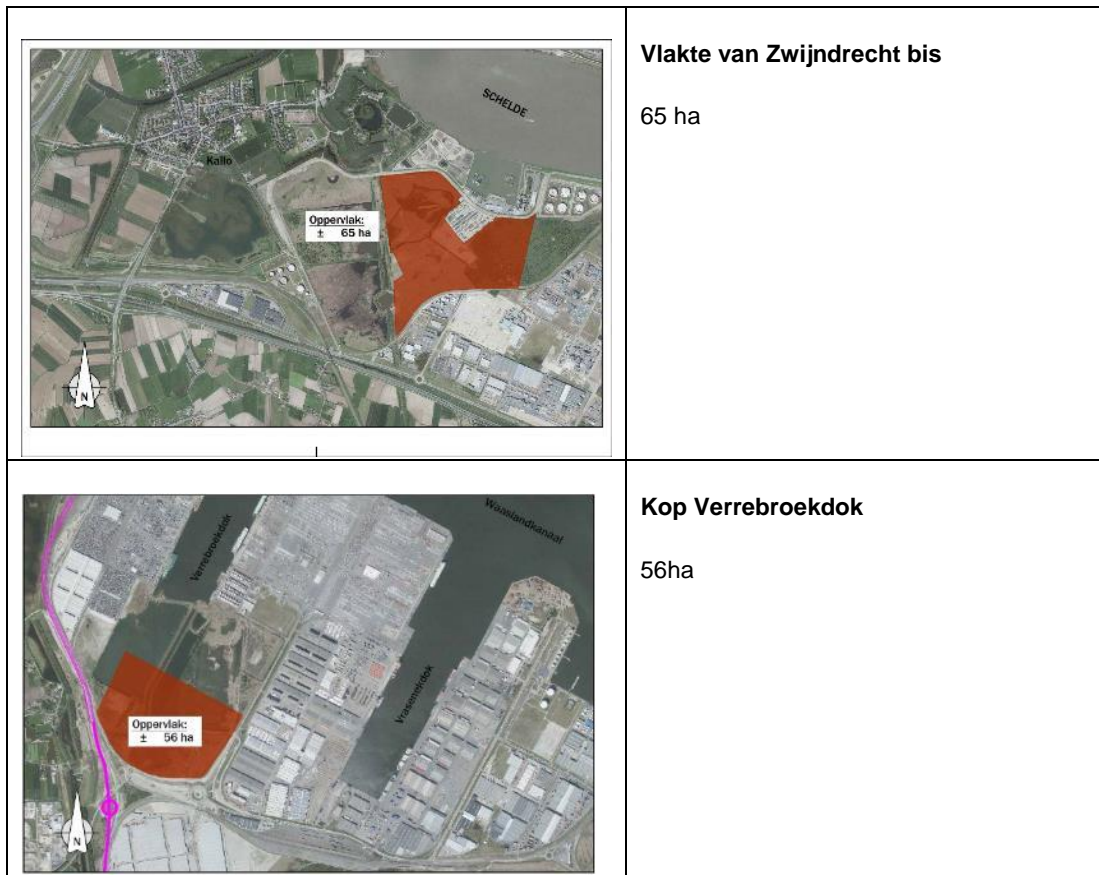 SCHELDE
Kallo
Oppervlak:
± 65 ha
N
Vlakte van Zwijndrecht bis
65 ha
Waaslandkanaal
Verrebroekdok
Vrasenekdok
Oppervlak:
± 56 ha
N
Kop Verrebroekdok
56ha